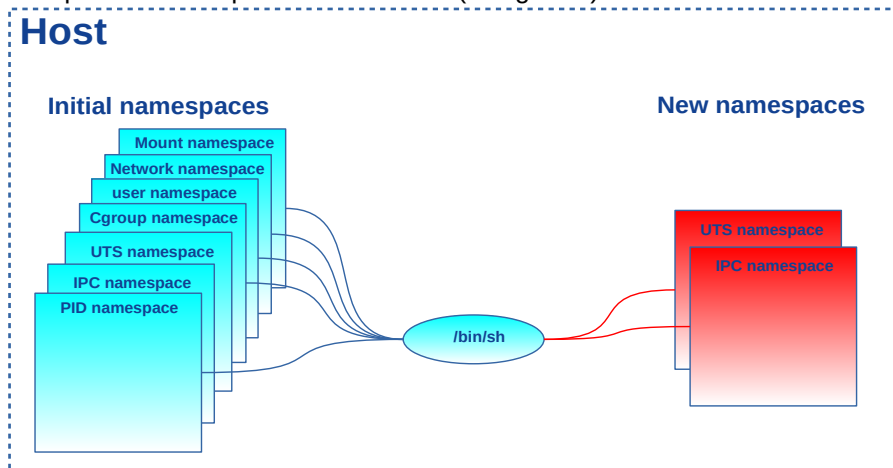 Host
Initial namespaces
New namespaces
Mount namespace
Network namespace
user namespace
Cgroup namespace
UTS namespace
IPC namespace
PID namespace
/bin/sh
UTS namespace
IPC namespace